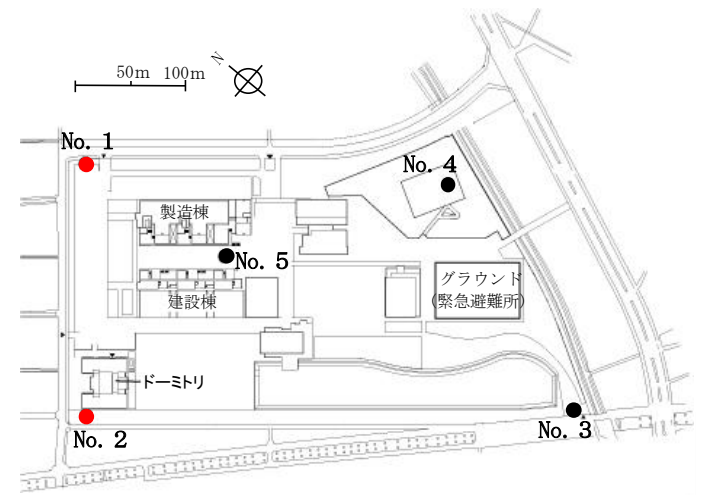 N
50m 100m
No. 1
No. 4
製造棟
No. 5
グラウンド
(緊急避難所)
建設棟
ドーミトリ
No. 3
No. 2